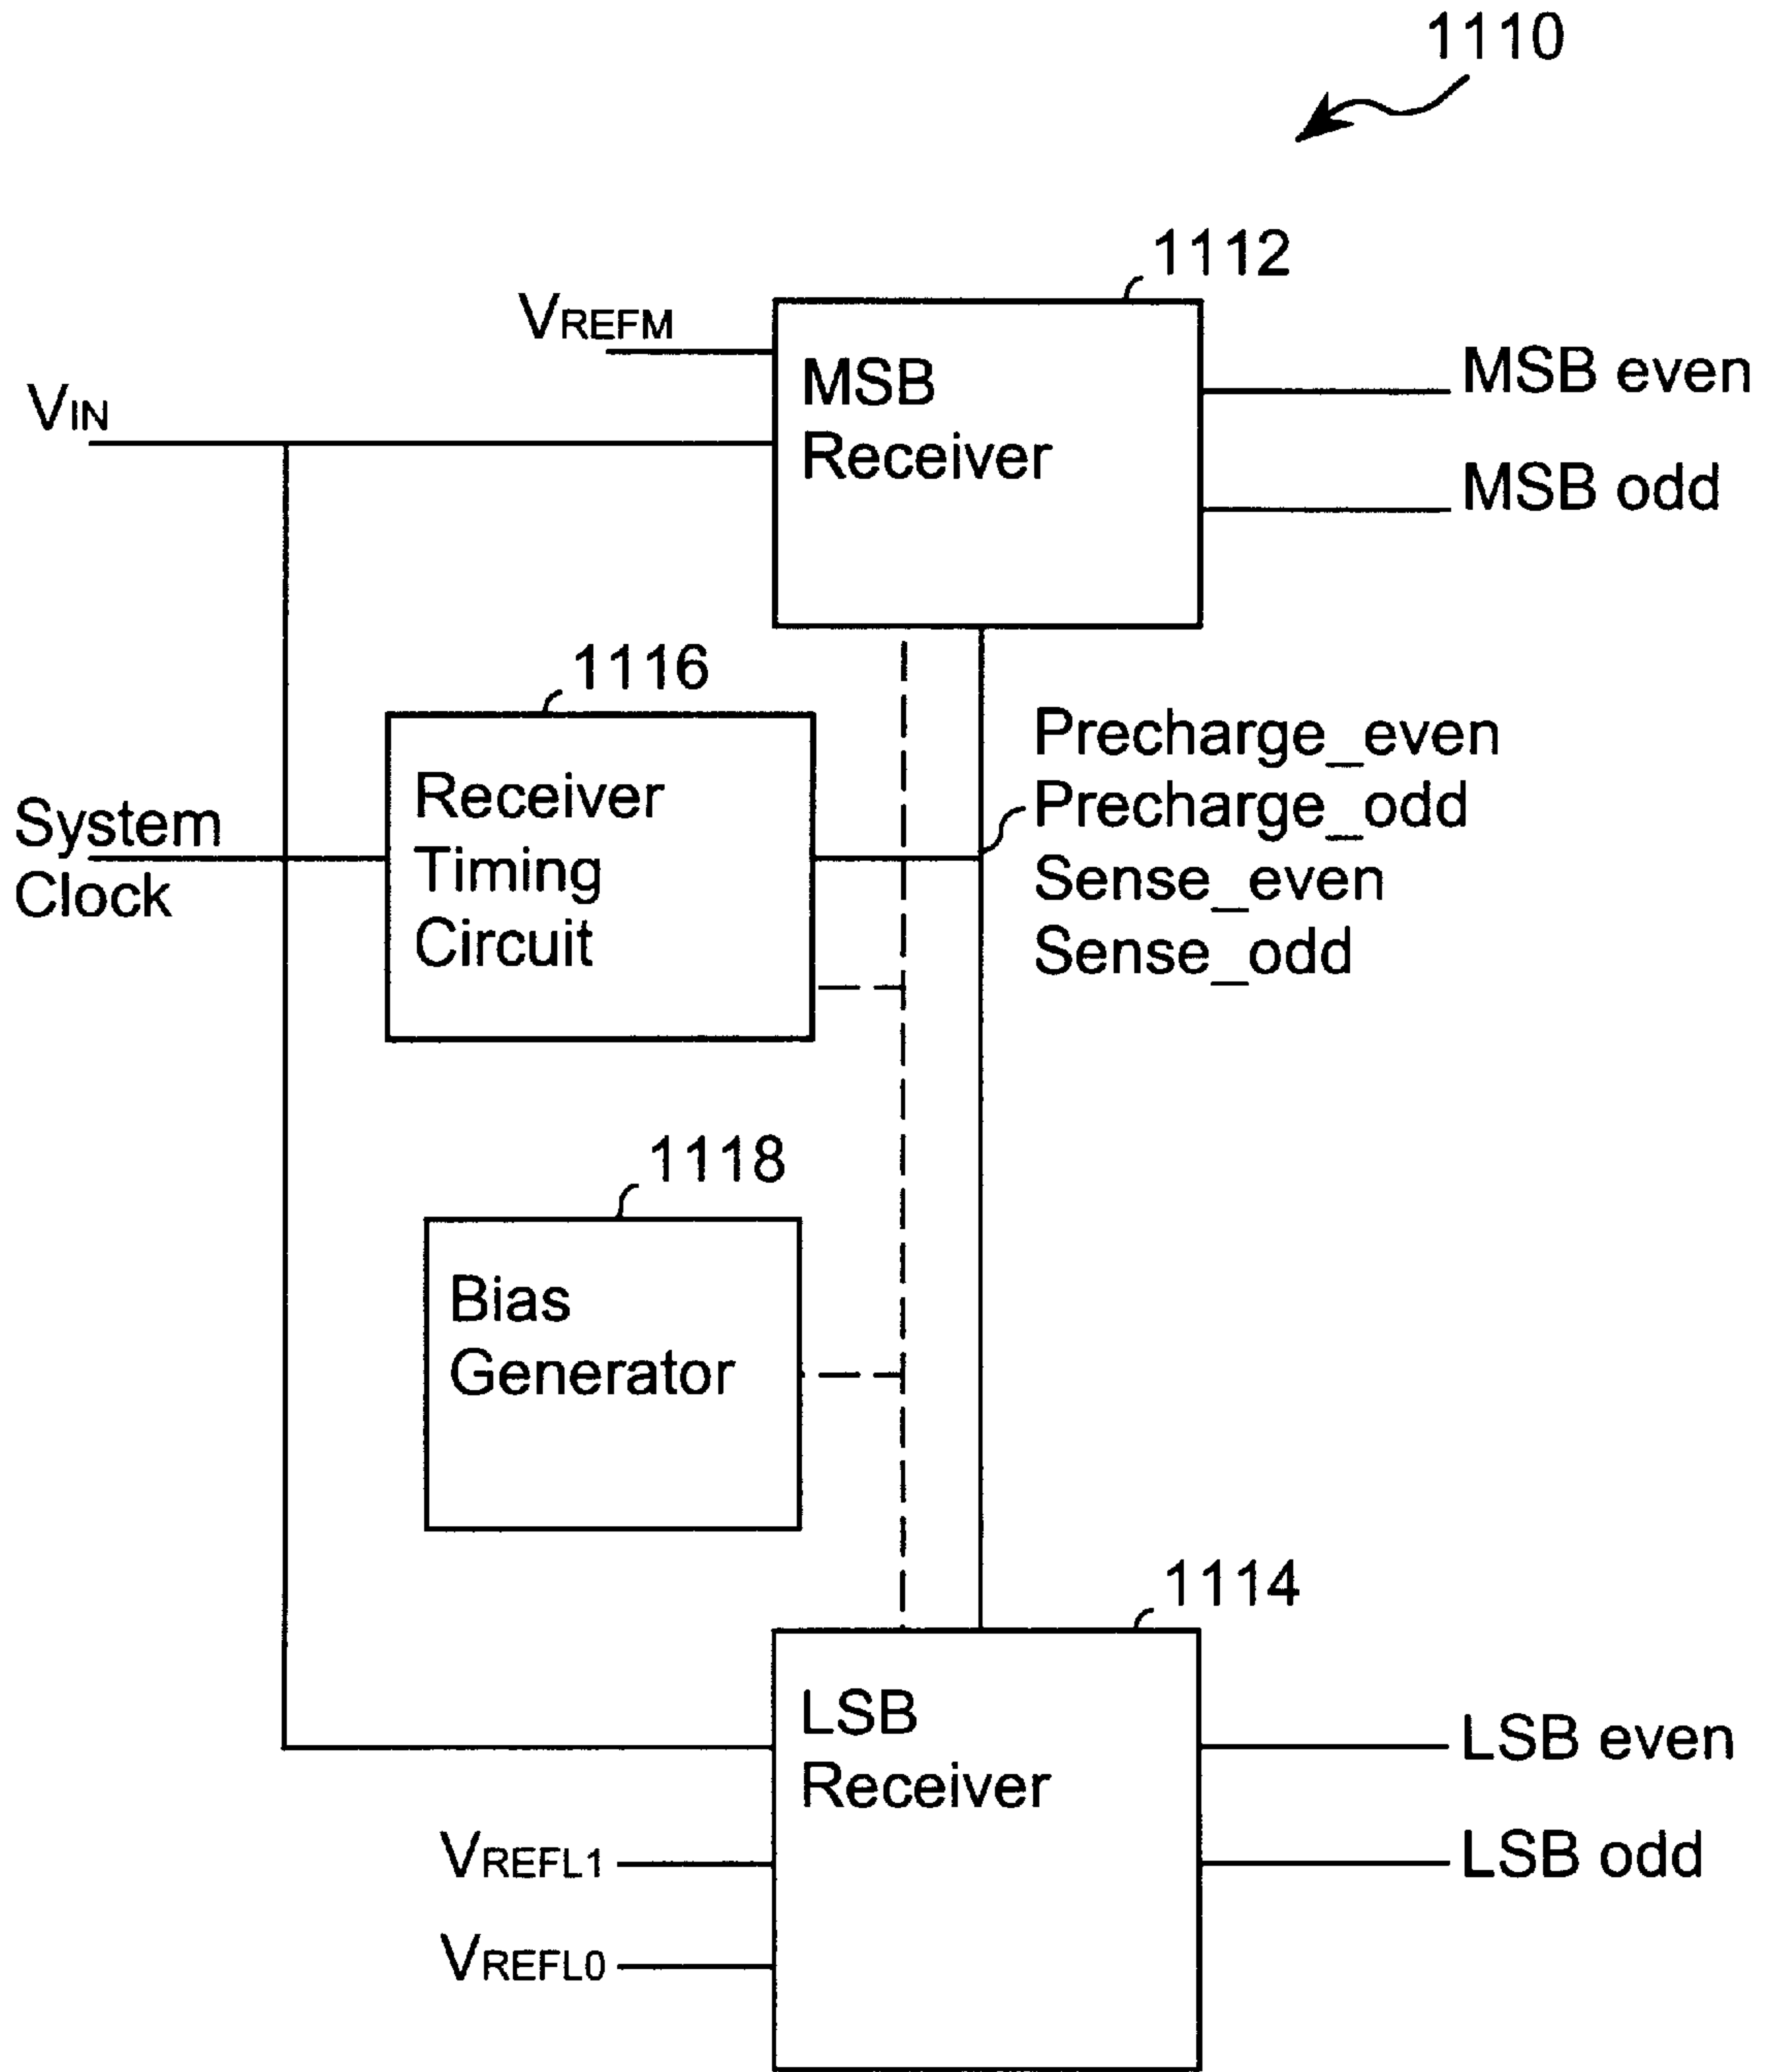 1110
1112
VREFM
VIN
MSB
Receiver
MSB even
MSB odd
1116
Receiver
Timing
Circuit
System
Clock
Precharge_even
Precharge_odd
Sense_even
Sense_odd
1118
Bias
Generator
1114
LSB
Receiver
LSB even
LSB odd
VREFL1
VREFL0